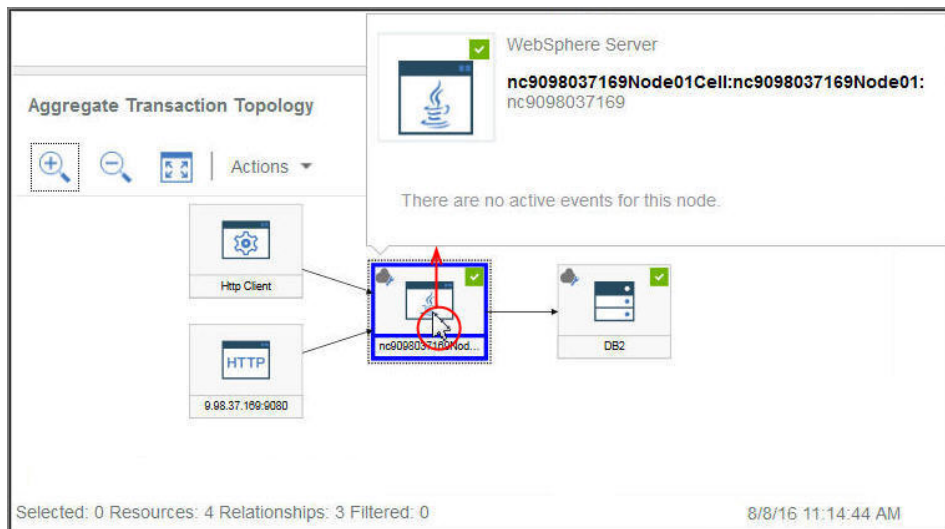 WebSphere Server
nc9098037169Node01Cell:nc9098037169Node01:
nc9098037169
There are no active events for this node.
Aggregate Transaction Topology
Actions
Http Client
nc9098037169Nod...
DB2
HTTP
9.98.37.169:9080
Selected: 0 Resources: 4 Relationships: 3 Filtered: 0
8/8/16 11:14:44 AM